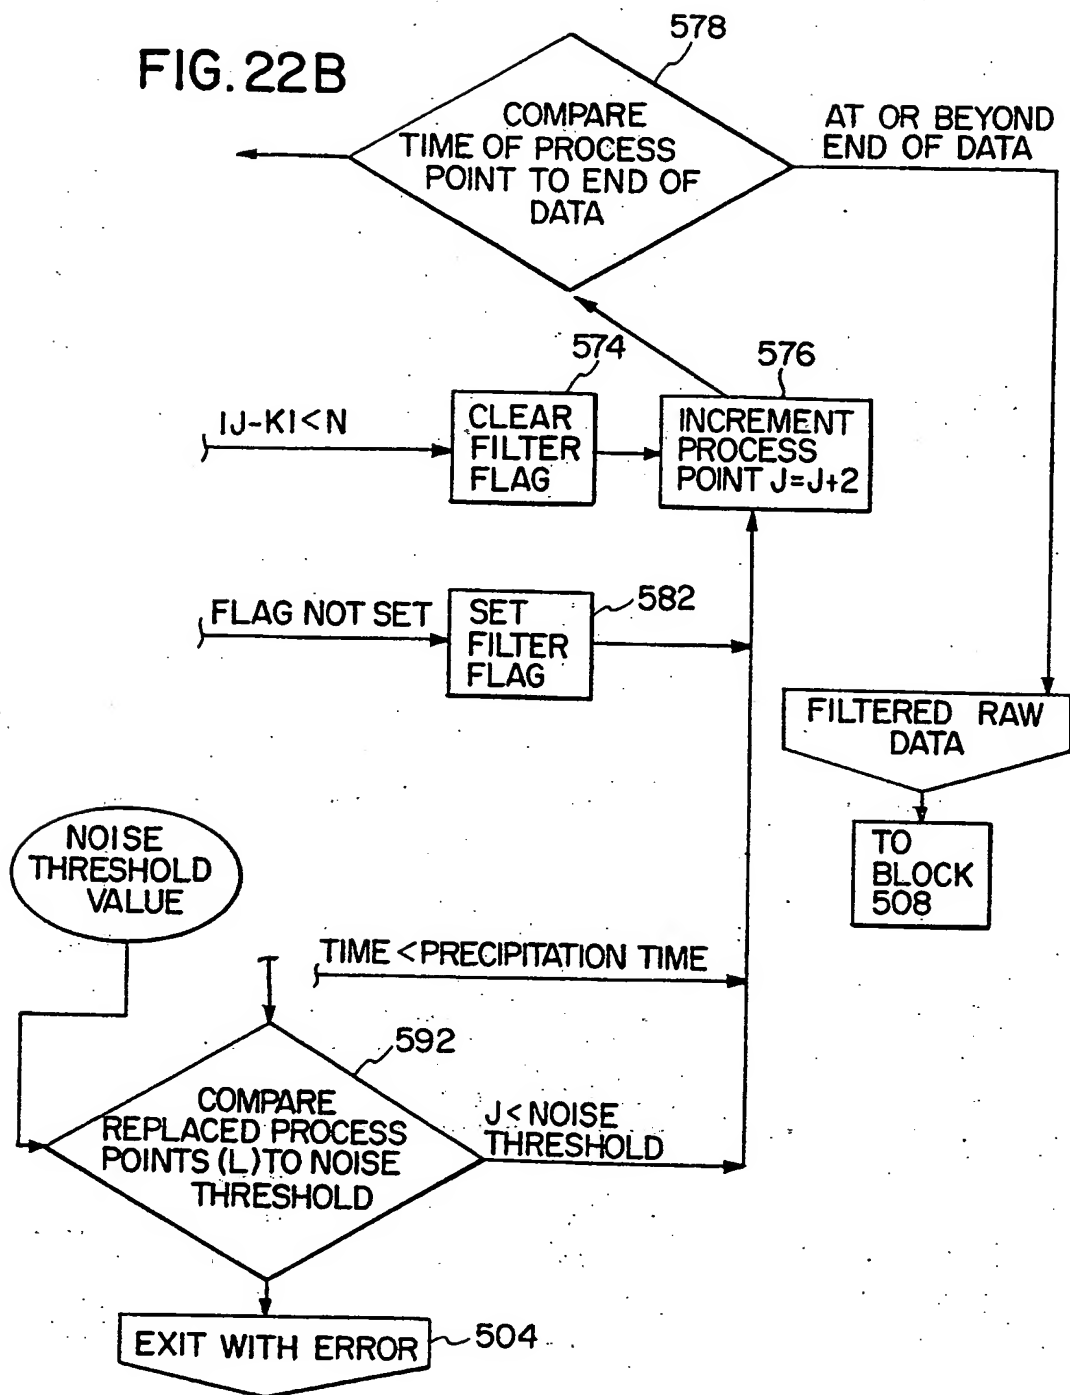 578
FIG. 22B
COMPARE
TIME OF PROCESS
POINT TO END OF
DATA
AT OR BEYOND
END OF DATA
574
576
|J-K|<N
CLEAR
FILTER
FLAG
INCREMENT
PROCESS
POINT J=J+2
FLAG NOT SET
SET
FILTER
FLAG
582
FILTERED RAW
DATA
TO
BLOCK
508
NOISE
THRESHOLD
VALUE
TIME <PRECIPITATION TIME
592
COMPARE
REPLACED PROCESS
POINTS (L) TO NOISE
THRESHOLD
J < NOISE
THRESHOLD
EXIT WITH ERROR
504